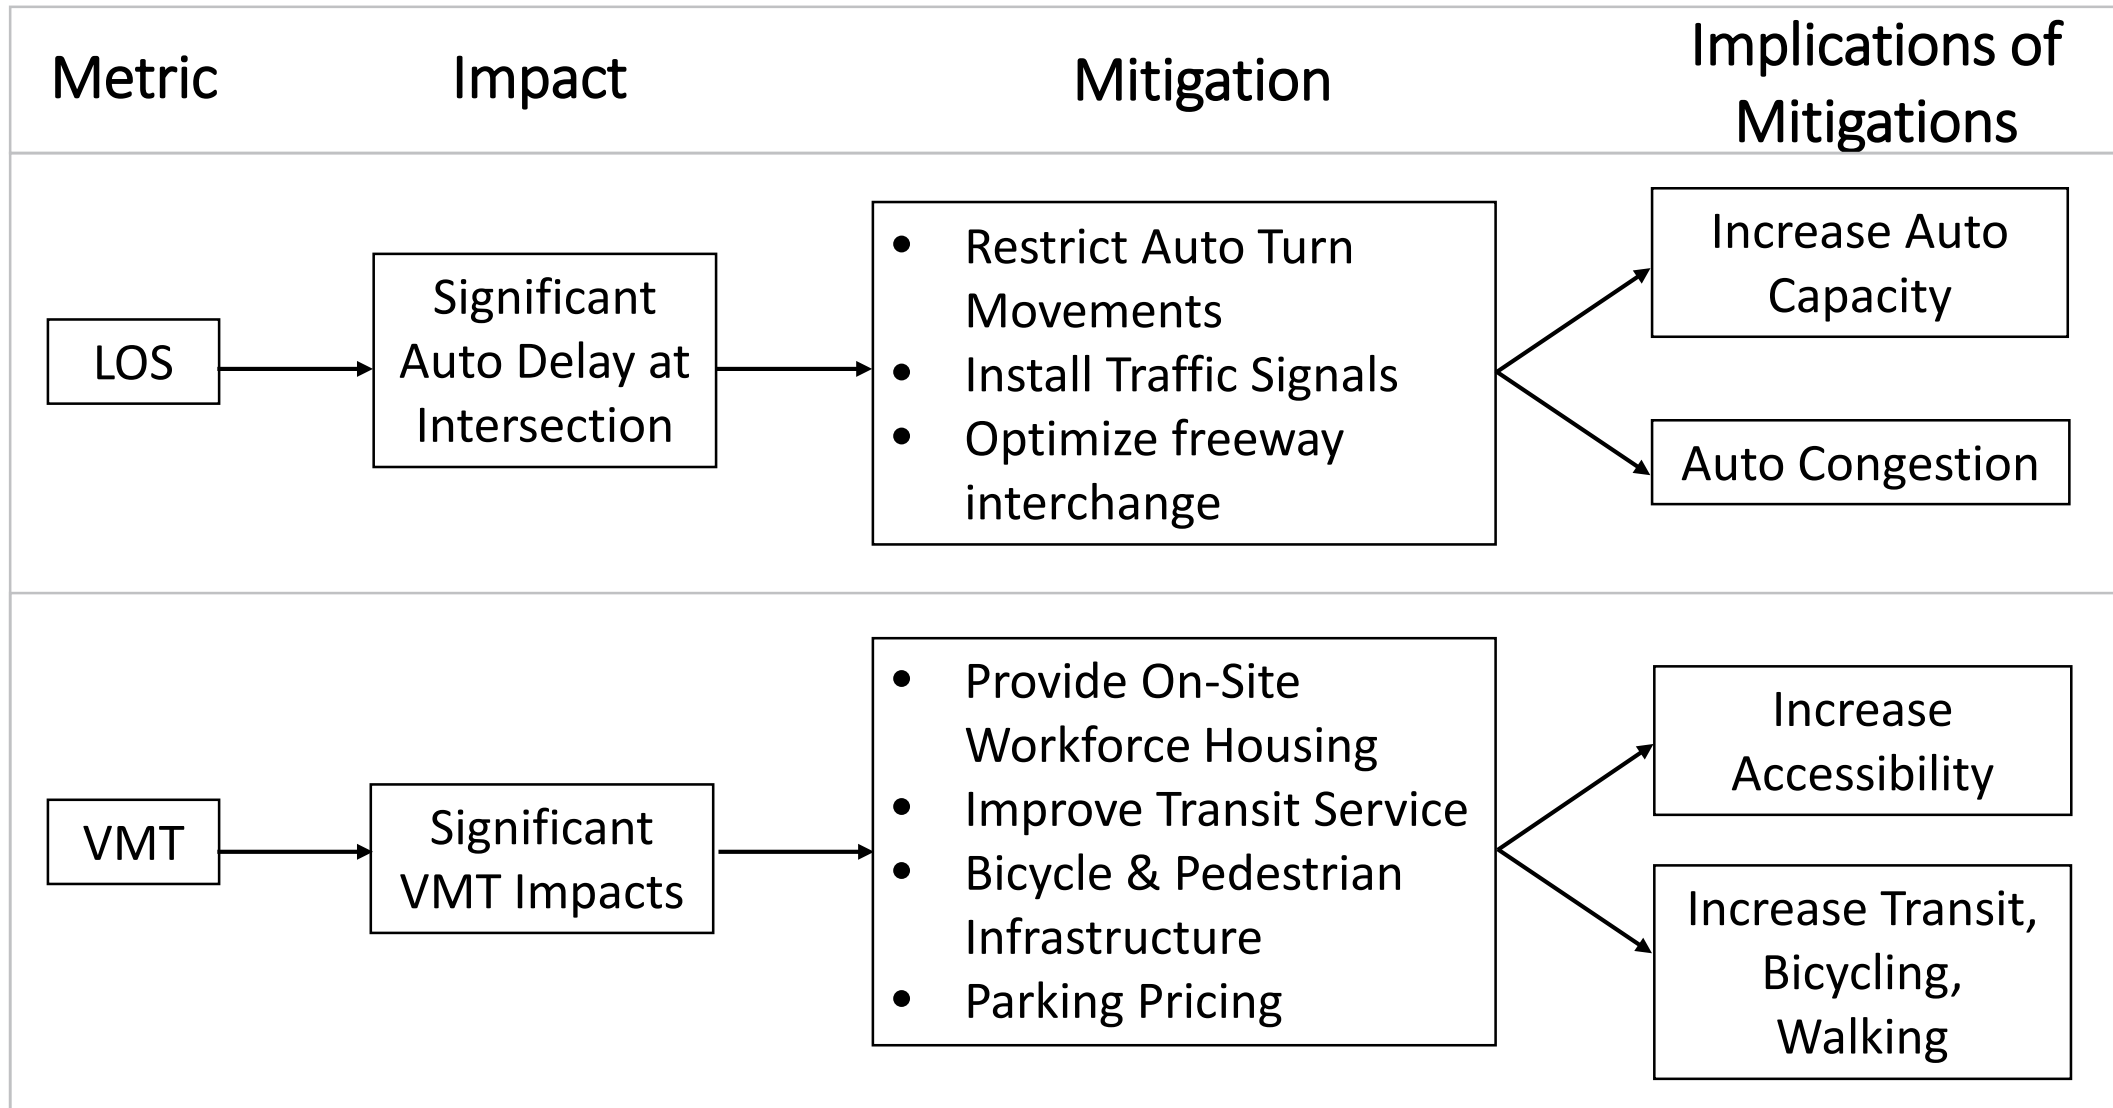 Metric
Impact
Mitigation
Implications of
Mitigations
LOS
Significant
Auto Delay at
Intersection
• Restrict Auto Turn
Movements
• Install Traffic Signals
• Optimize freeway
interchange
Increase Auto
Capacity
Auto Congestion
VMT
Significant
VMT Impacts
• Provide On-Site
Workforce Housing
• Improve Transit Service
• Bicycle & Pedestrian
Infrastructure
• Parking Pricing
Increase
Accessibility
Increase Transit,
Bicycling,
Walking